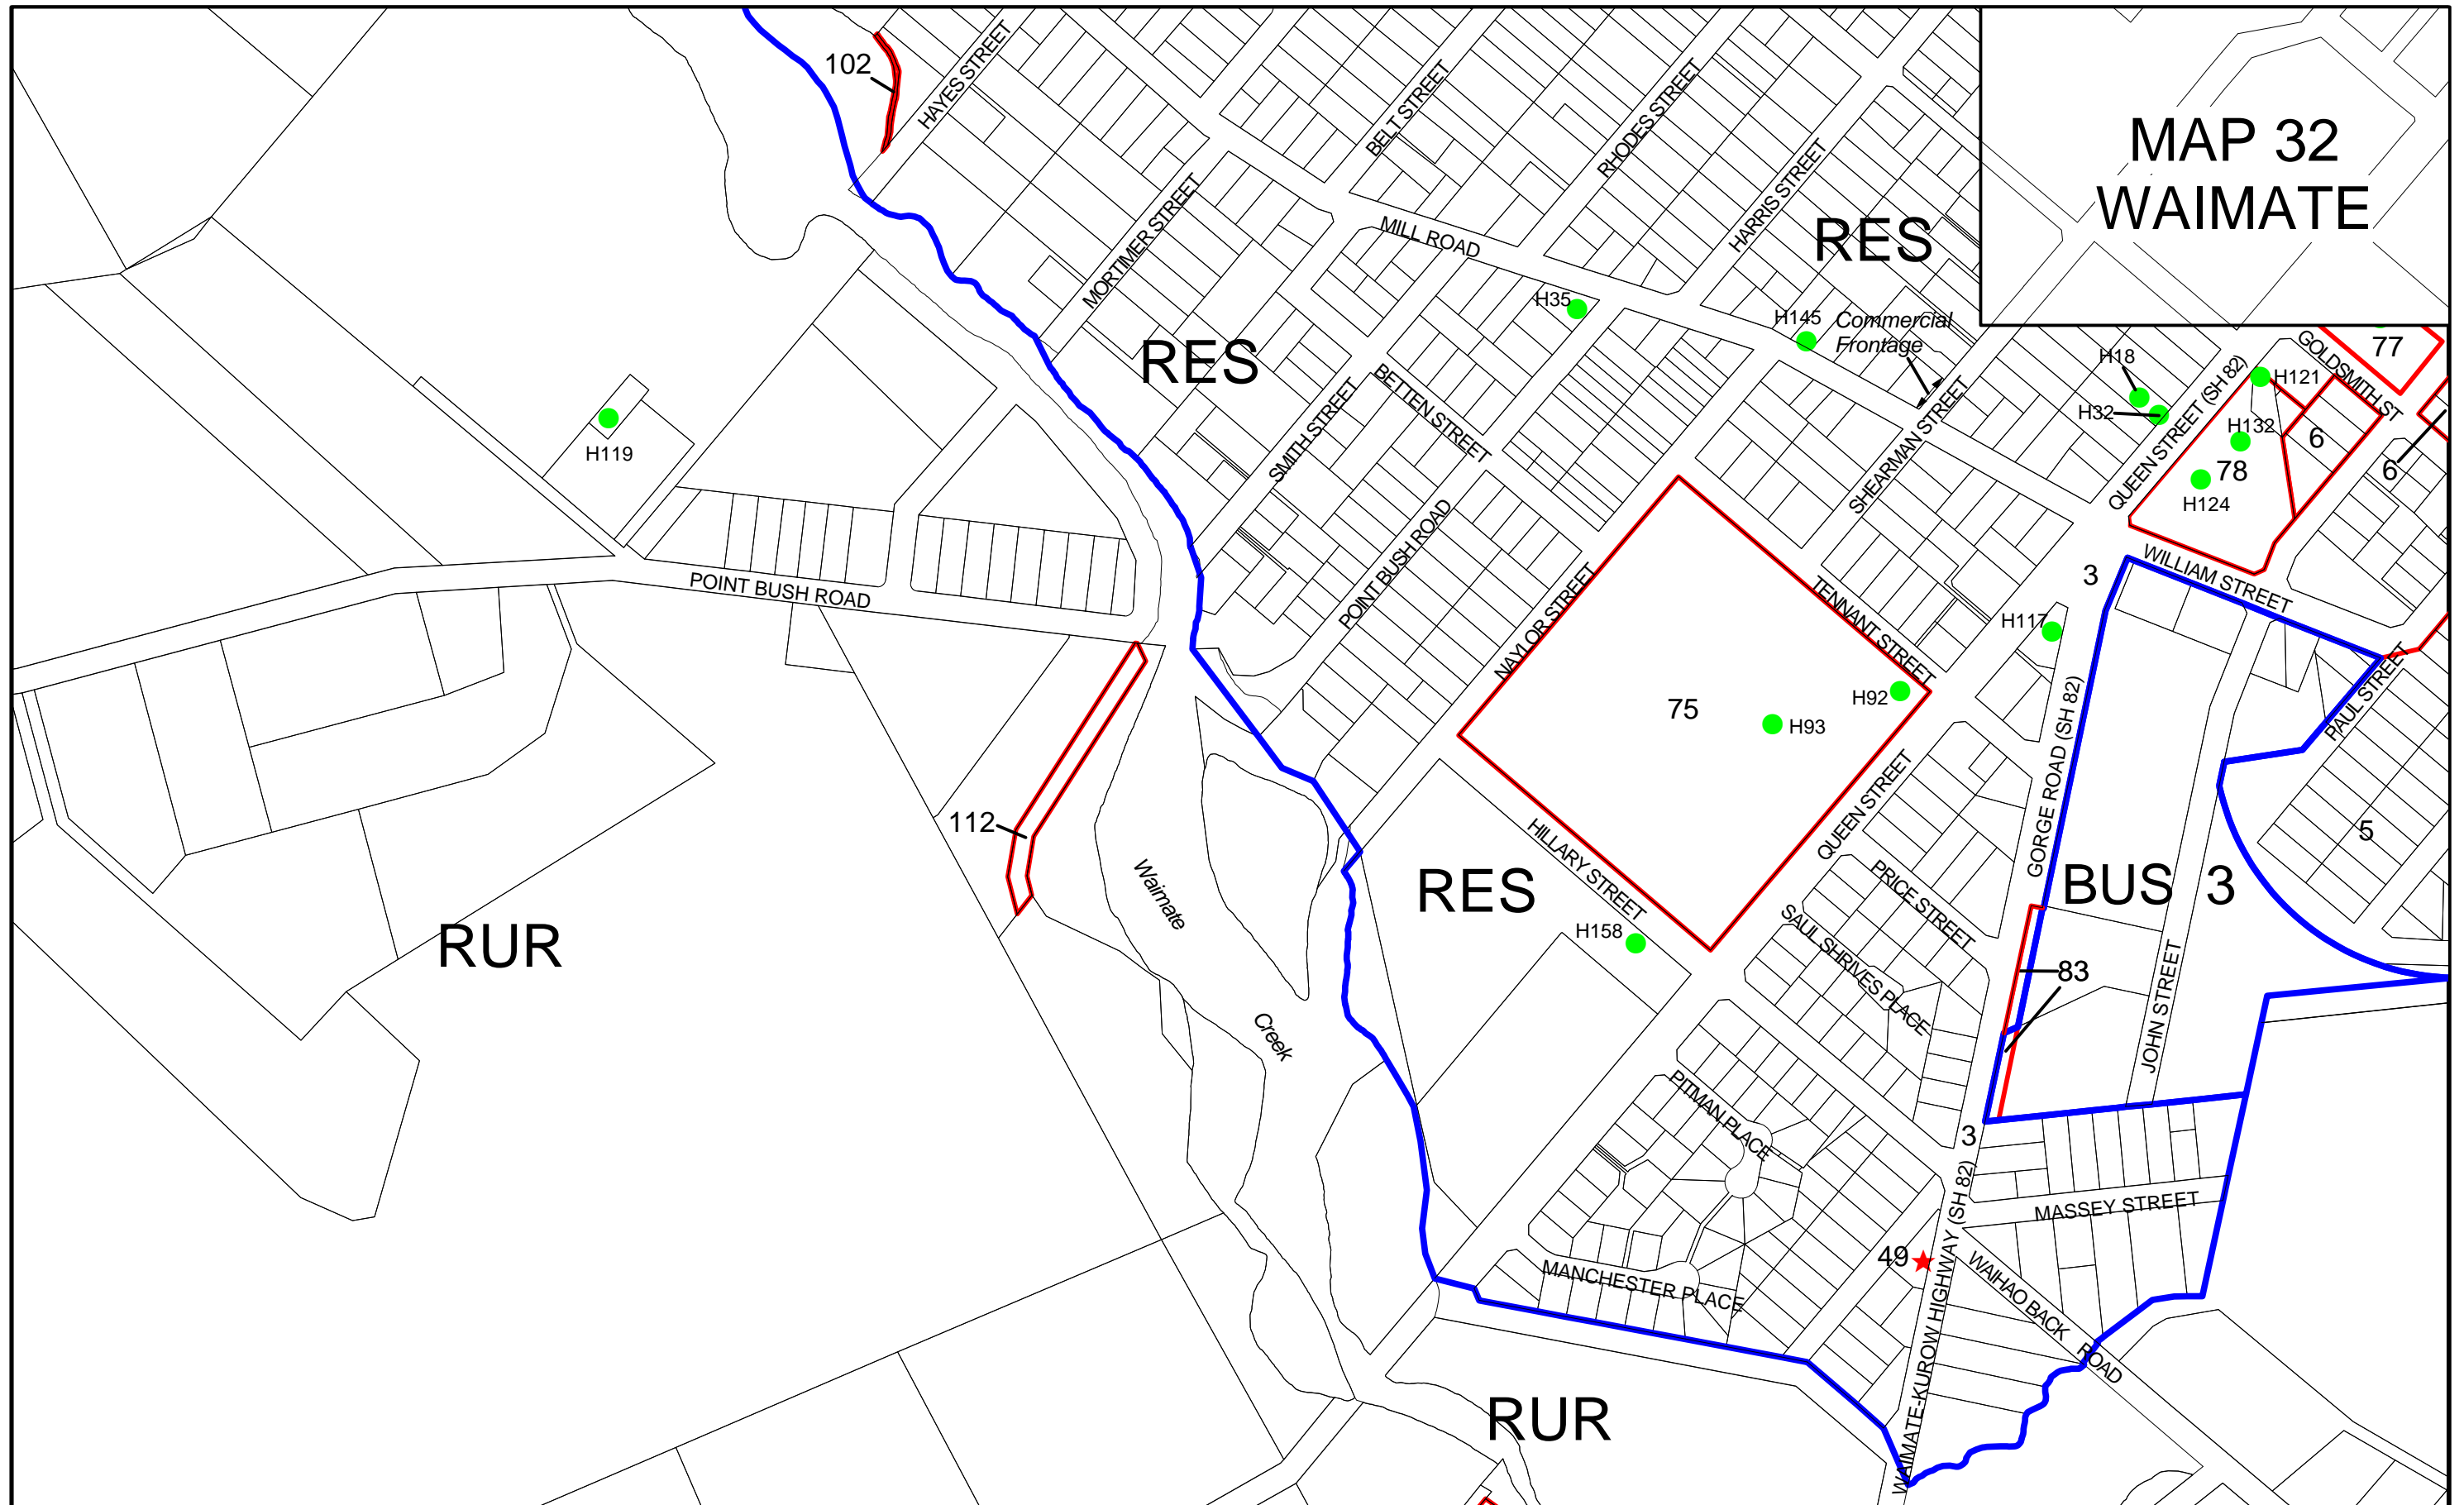 MAP 32
WAIMATE
102
HAYES STREET
BELT STREET
RHODES STREET
HARRIS STREET
RES
MORTIMER STREET
MILL ROAD
H35
H145
Commercial
Frontage
RES
77
GOLDSMITH ST
H18
H121
H32
H132
6
6
78
H124
QUEEN STREET (SH 82)
BETTEN STREET
SMITH STREET
SHEARMAN STREET
H119
POINT BUSH ROAD
POINT BUSH ROAD
NAYLOR STREET
TENNANT STREET
WILLIAM STREET
3
H117
H92
75
H93
PAUL STREET
GORGE ROAD (SH 82)
QUEEN STREET
112
Waimate
Creek
HILLARY STREET
5
RES
BUS 3
PRICE STREET
SAUL SHRIVES PLACE
H158
RUR
83
JOHN STREET
PITMAN PLACE
3
MASSEY STREET
49
WAIMATE-KUROW HIGHWAY (SH 82)
WAIHAO BACK
ROAD
MANCHESTER PLACE
RUR